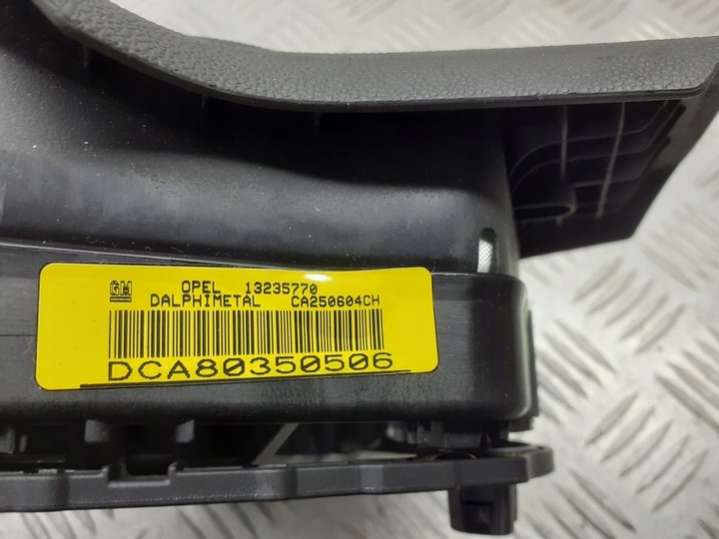 GM OPEL 13235770
DALPHIMETAL CA250604CH
DCA80350506